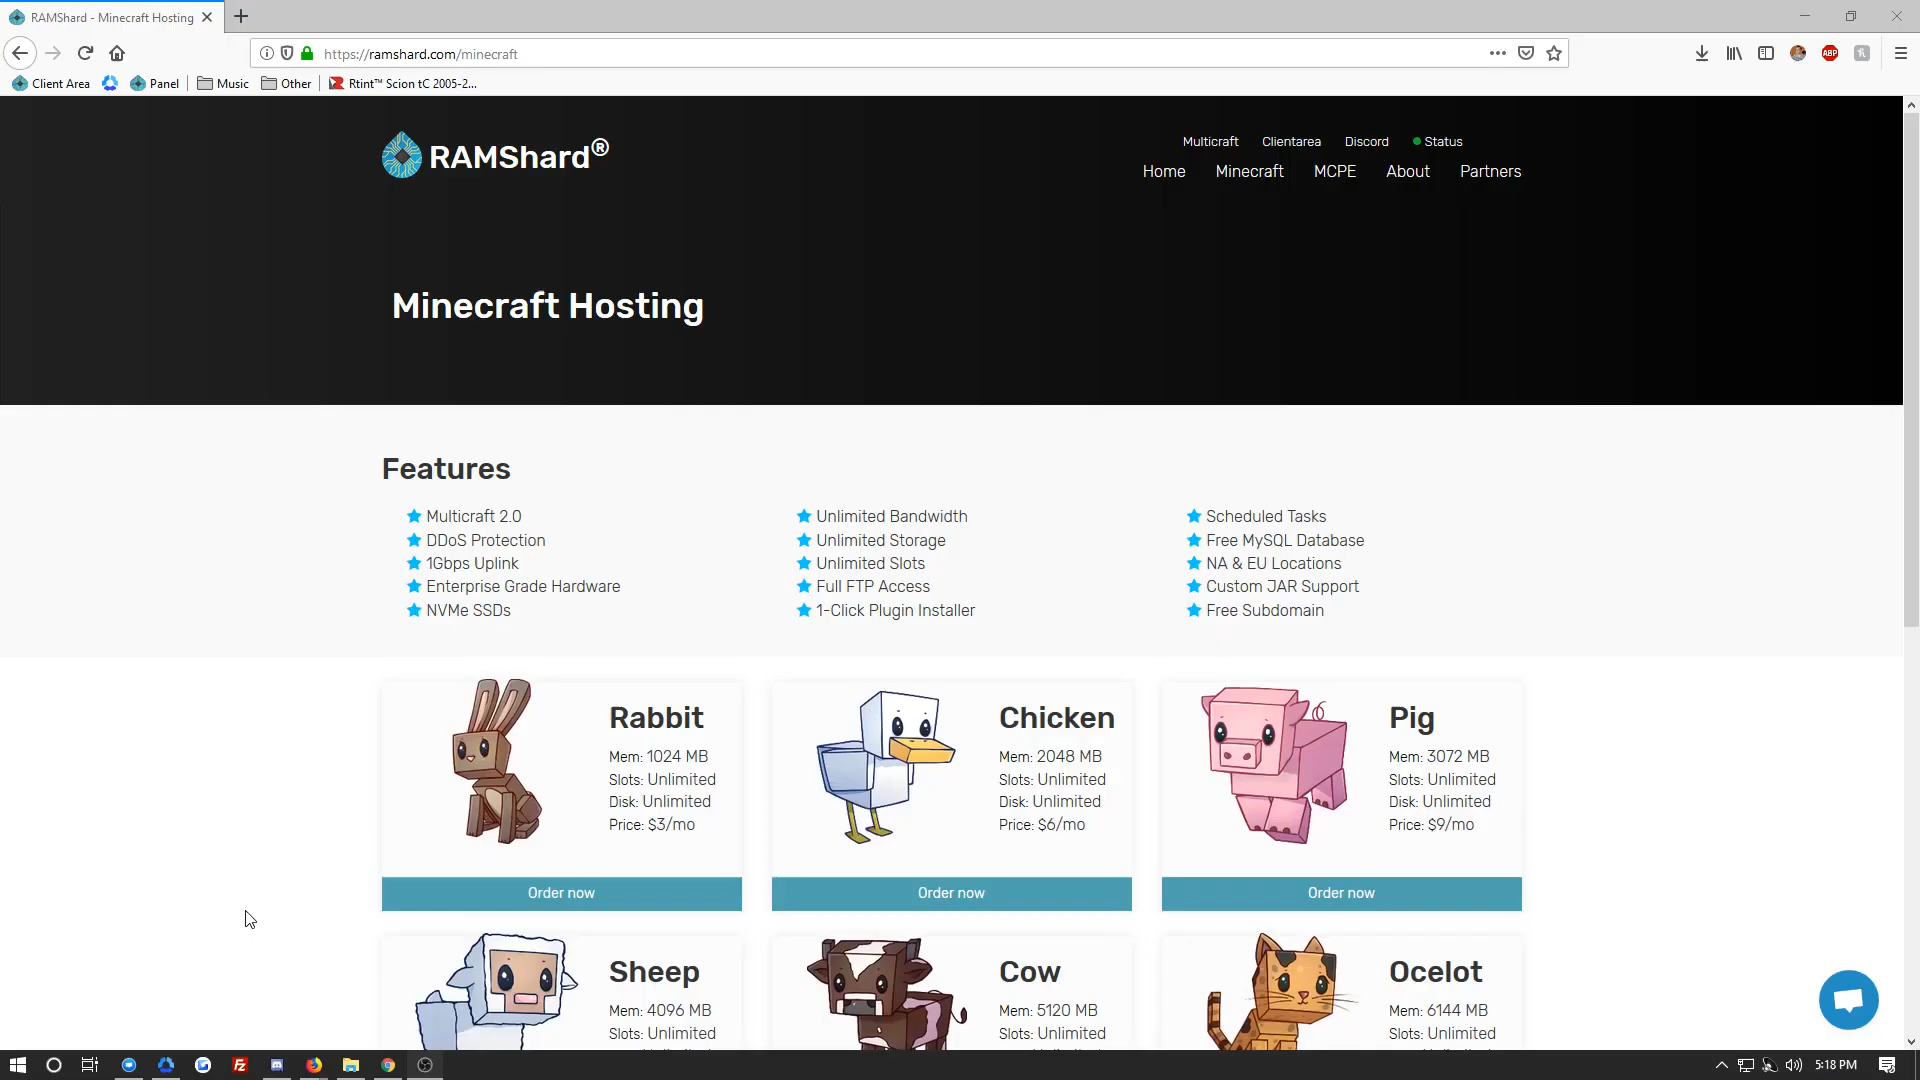 RAMShard - Minecraft Hosting
https://ramshard.com/minecraft
ABP
Client Area
Panel
Music
Other
Rtint™ Scion tC 2005-2...
RAMShard®
Multicraft Clientarea Discord Status
Home Minecraft MCPE About Partners
Minecraft Hosting
Features
Multicraft 2.0
DDoS Protection
1Gbps Uplink
Enterprise Grade Hardware
NVMe SSDs
Unlimited Bandwidth
Unlimited Storage
Unlimited Slots
Full FTP Access
1-Click Plugin Installer
Scheduled Tasks
Free MySQL Database
NA & EU Locations
Custom JAR Support
Free Subdomain
Rabbit
Mem: 1024 MB
Slots: Unlimited
Disk: Unlimited
Price: $3/mo
Order now
Chicken
Mem: 2048 MB
Slots: Unlimited
Disk: Unlimited
Price: $6/mo
Order now
Pig
Mem: 3072 MB
Slots: Unlimited
Disk: Unlimited
Price: $9/mo
Order now
Sheep
Mem: 4096 MB
Slots: Unlimited
Cow
Mem: 5120 MB
Slots: Unlimited
Ocelot
Mem: 6144 MB
Slots: Unlimited
Fz
5:18 PM